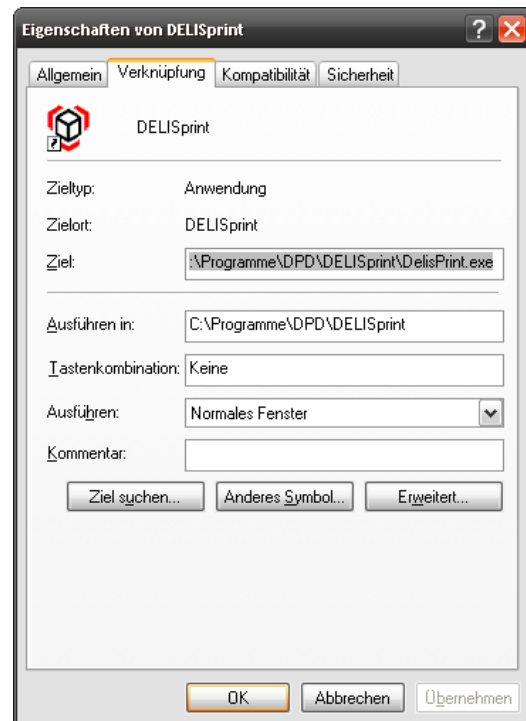 Eigenschaften von DELISprint
Allgemein Verknüpfung Kompatibilität Sicherheit
DELISprint
Zieltyp: Anwendung
Zielort: DELISprint
Ziel: :\Programme\DPD\DELISprint\DelisPrint.exe
Ausführen in: C:\Programme\DPD\DELISprint
Tastenkombination: Keine
Ausführen: Normales Fenster
Kommentar:
Ziel suchen... Anderes Symbol... Erweitert...
OK Abbrechen Übernehmen